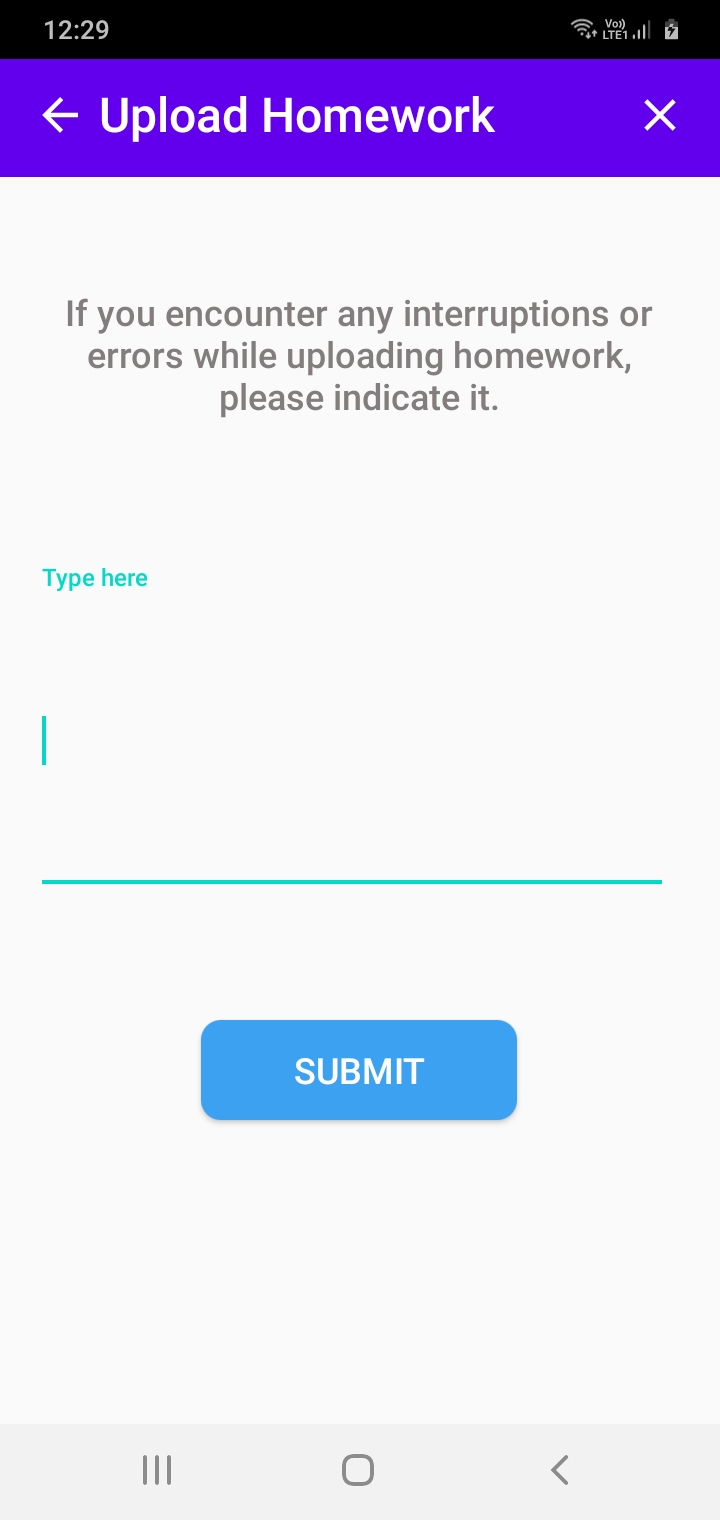 12:29
Vo))
LTE1
Upload Homework
If you encounter any interruptions or
errors while uploading homework,
please indicate it.
Type here
SUBMIT